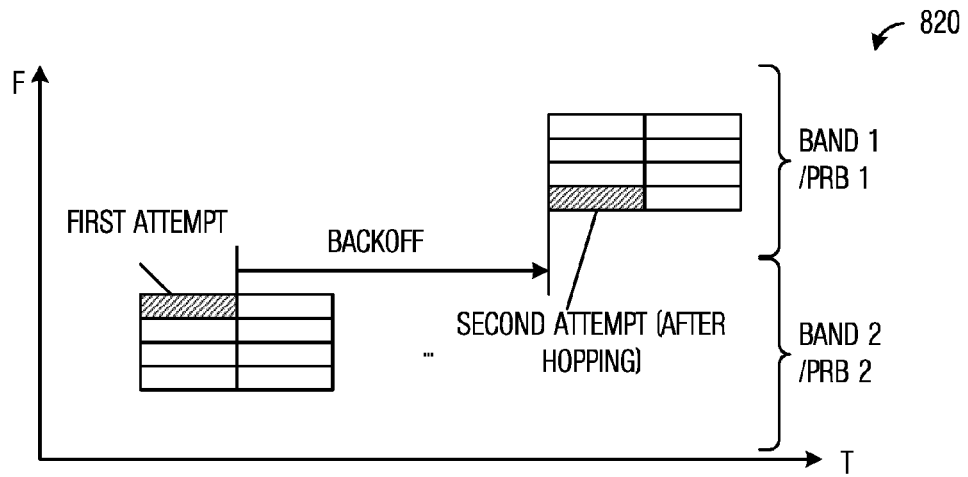 820
F
BAND 1
/PRB 1
FIRST ATTEMPT
BACKOFF
SECOND ATTEMPT (AFTER
HOPPING)
...
BAND 2
/PRB 2
T